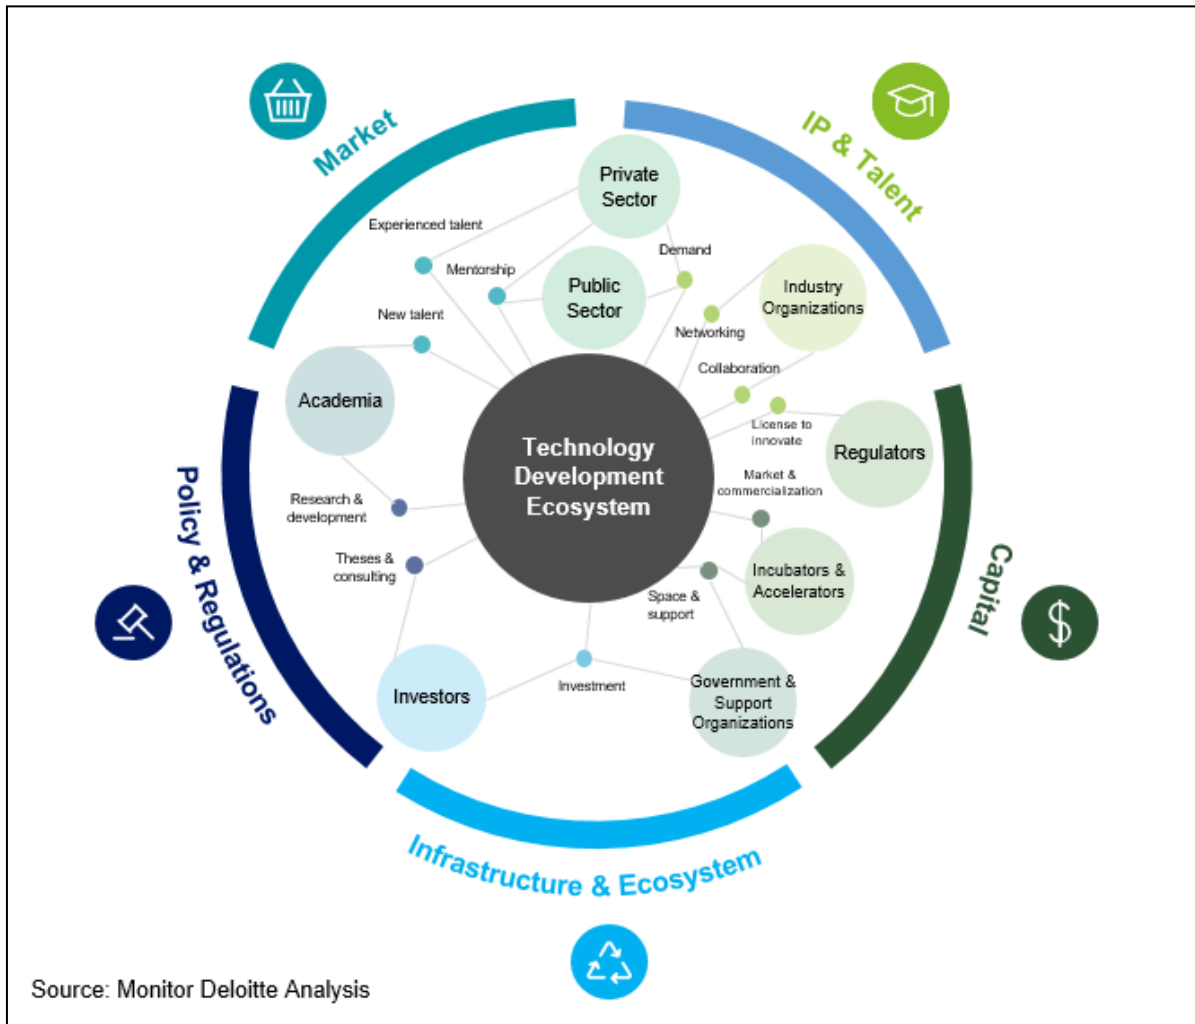 Market
IP & Talent
Private
Sector
Experienced talent
Demand
Mentorship
Public
Sector
Industry
Organizations
New talent
Networking
Collaboration
Academia
License to
innovate
Regulators
Technology
Development
Ecosystem
Market &
commercialization
Research &
development
Theses &
consulting
Incubators &
Accelerators
Space &
support
Policy & Regulations
Capital
Investors
Investment
Government &
Support
Organizations
Infrastructure & Ecosystem
Source: Monitor Deloitte Analysis